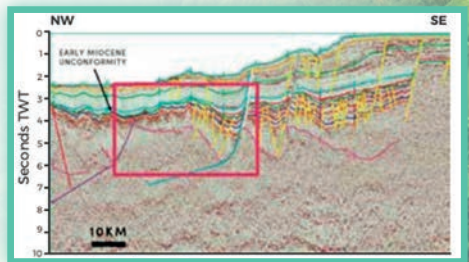 NW
SE
EARLY MIOCENE
UNCONFORMITY
Seconds TWT
0
1
2
3
4
5
6
7
8
9
10
10KM